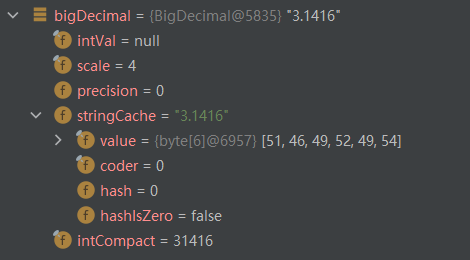 bigDecimal = {BigDecimal@5835} "3.1416"
f intVal = null
f scale = 4
f precision = 0
f stringCache = "3.1416"
f value = {byte[6]@6957} [51, 46, 49, 52, 49, 54]
f coder = 0
f hash = 0
f hashIsZero = false
f intCompact = 31416